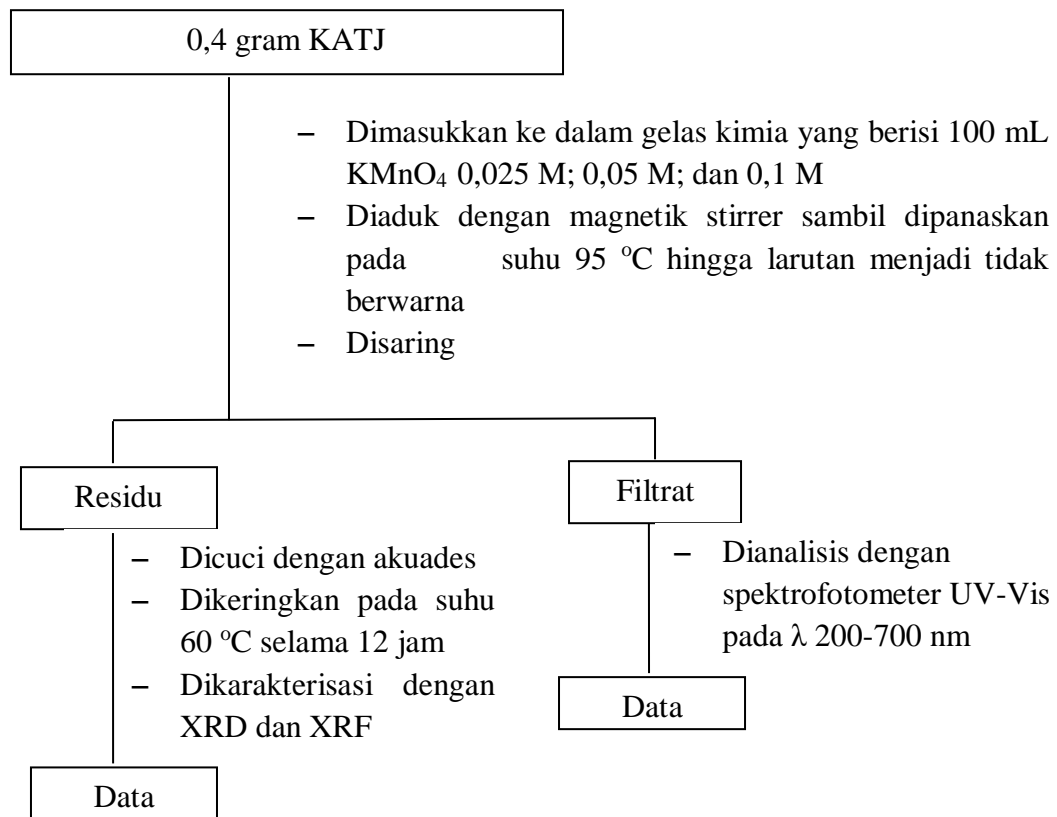 0,4 gram KATJ
– Dimasukkan ke dalam gelas kimia yang berisi 100 mL
KMnO₄ 0,025 M; 0,05 M; dan 0,1 M
– Diaduk dengan magnetik stirrer sambil dipanaskan
pada suhu 95 °C hingga larutan menjadi tidak
berwarna
– Disaring
Residu
– Dicuci dengan akuades
– Dikeringkan pada suhu
60 °C selama 12 jam
– Dikarakterisasi dengan
XRD dan XRF
Data
Filtrat
– Dianalisis dengan
spektrofotometer UV-Vis
pada λ 200-700 nm
Data